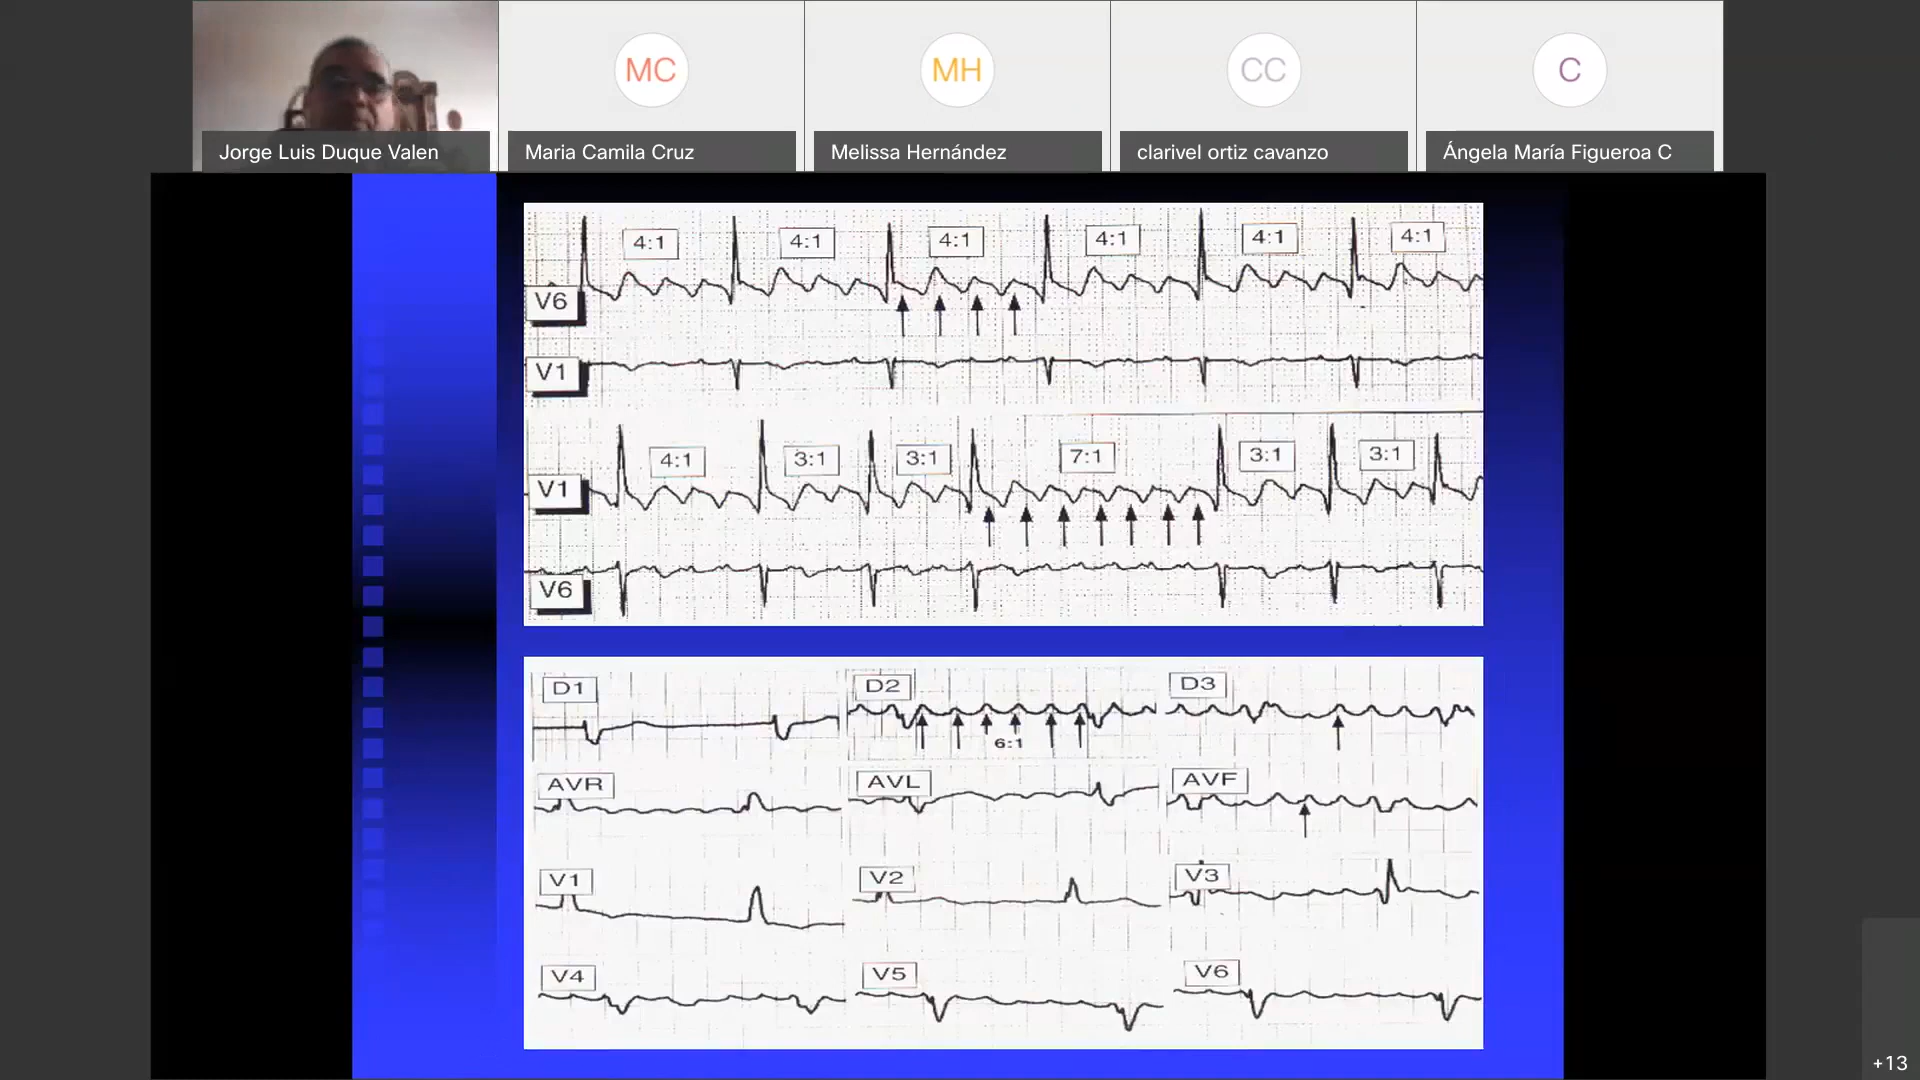 MC
MH
CC
C
Jorge Luis Duque Valen
Maria Camila Cruz
Melissa Hernández
clarivel ortiz cavanzo
Ángela María Figueroa C
4:1
4:1
4:1
4:1
4:1
4:1
V6
V1
4:1
3:1
3:1
7:1
3:1
3:1
V1
V6
D1
D2
D3
6:1
AVR
AVL
AVF
V1
V2
V3
V4
V5
V6
+13